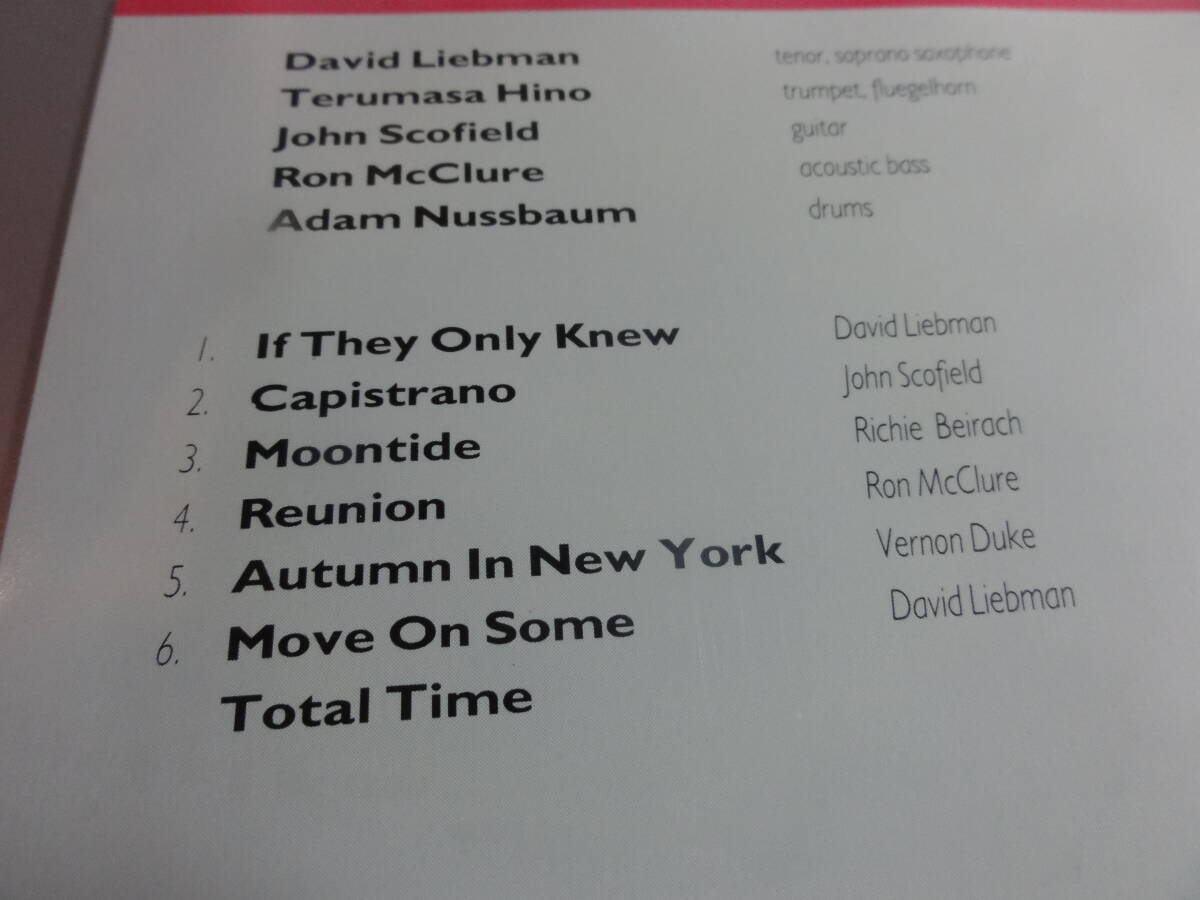 David Liebman tenor, soprano saxophone
Terumasa Hino trumpet, fluegelhorn
John Scofield guitar
Ron McClure acoustic bass
Adam Nussbaum drums
1. If They Only Knew David Liebman
2. Capistrano John Scofield
3. Moontide Richie Beirach
4. Reunion Ron McClure
5. Autumn In New York Vernon Duke
6. Move On Some David Liebman
Total Time